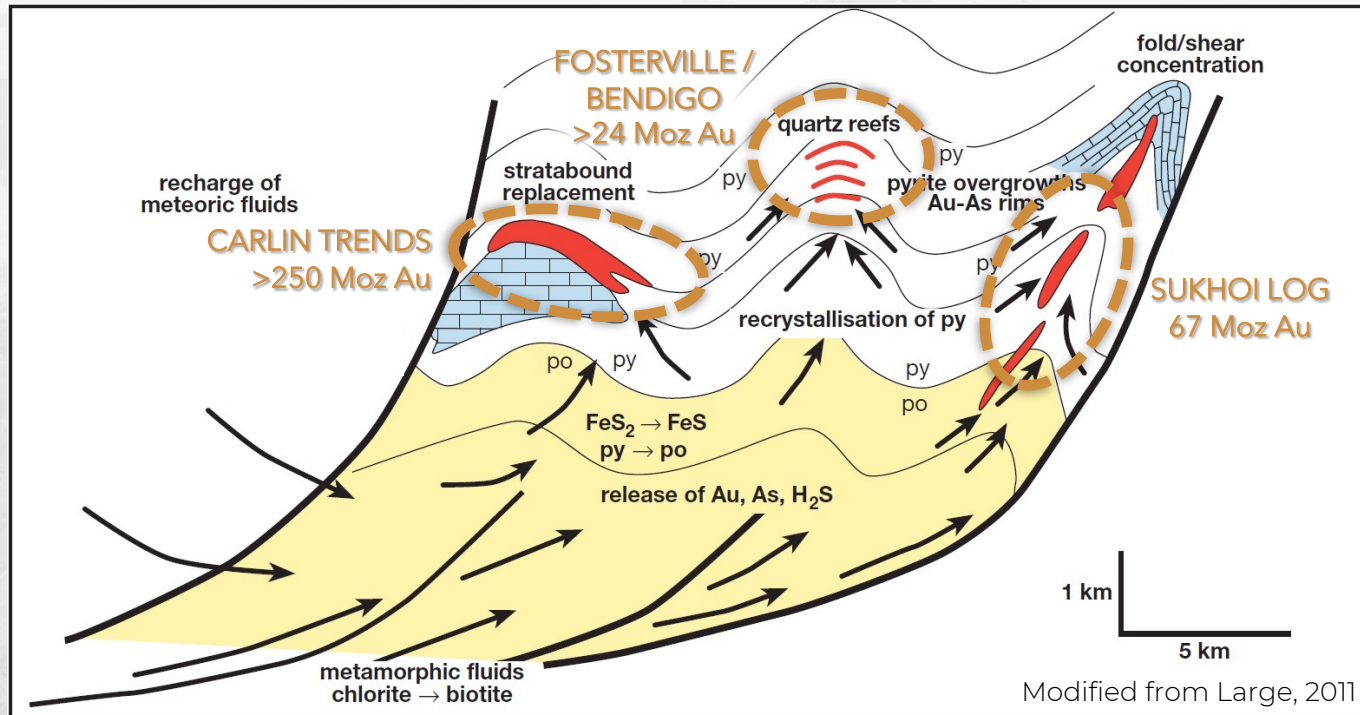 FOSTERVILLE /
BENDIGO
>24 Moz Au
fold/shear
concentration
quartz reefs
py
py
stratabound
replacement
py
pyrite overgrowths
Au-As rims
recharge of
meteoric fluids
CARLIN TRENDS
>250 Moz Au
py
py
SUKHOI LOG
67 Moz Au
recrystallisation of py
po
py
py
po
FeS₂ → FeS
py → po
release of Au, As, H₂S
1 km
5 km
metamorphic fluids
chlorite → biotite
Modified from Large, 2011